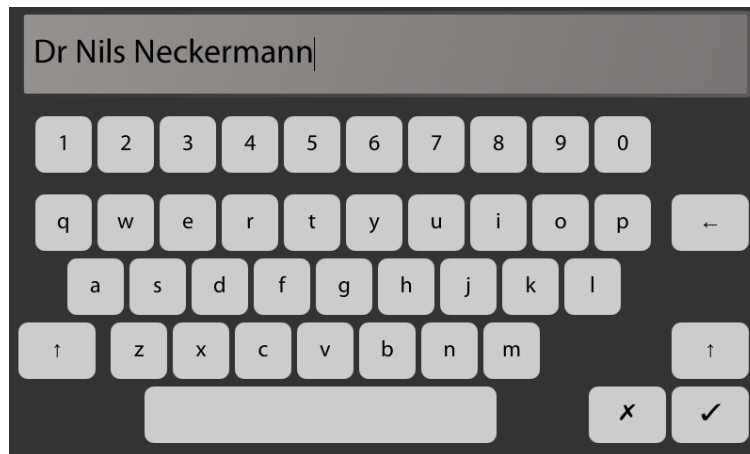 Dr Nils Neckermann
1 2 3 4 5 6 7 8 9 0
q w e r t y u i o p ←
a s d f g h j k l
↑ z x c v b n m ↑
✗ ✓